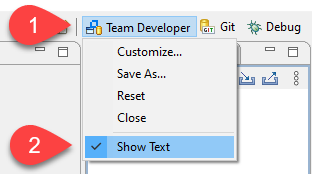 1 Team Developer Git Debug
Customize...
Save As...
Reset
Close
2 Show Text